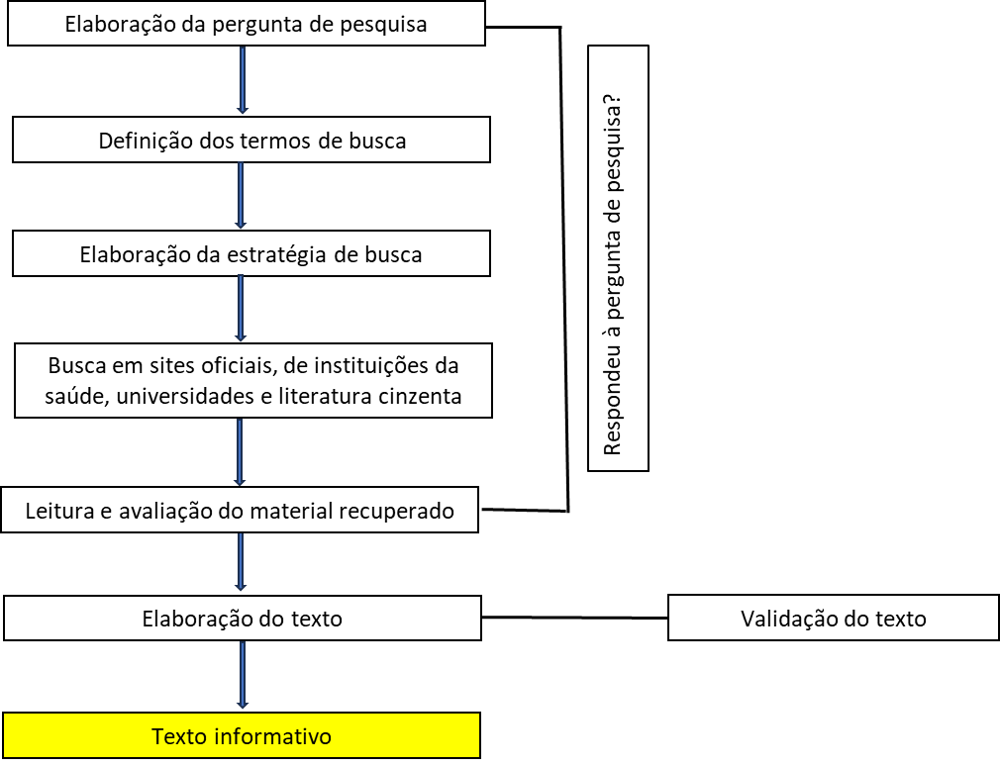 Elaboração da pergunta de pesquisa
Respondeu à pergunta de pesquisa?
Definição dos termos de busca
Elaboração da estratégia de busca
Busca em sites oficiais, de instituições da
saúde, universidades e literatura cinzenta
Leitura e avaliação do material recuperado
Elaboração do texto
Validação do texto
Texto informativo